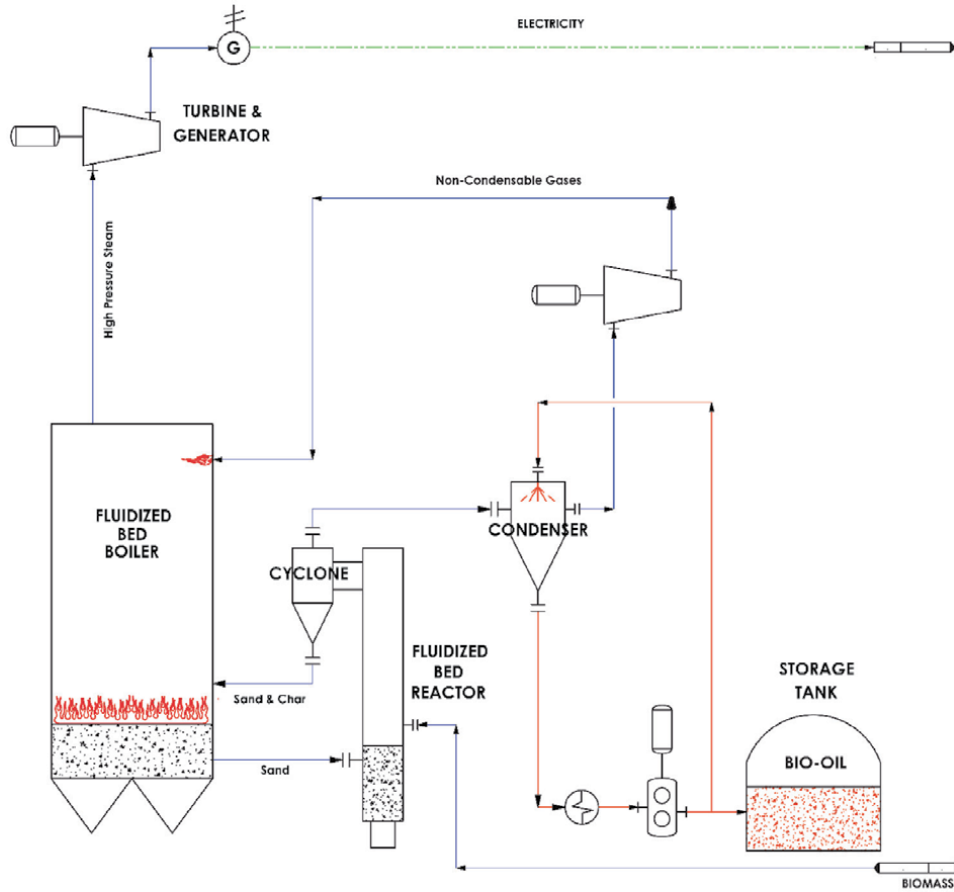 ELECTRICITY
G
TURBINE &
GENERATOR
Non-Condensable Gases
High Pressure Steam
FLUIDIZED
BED
BOILER
CONDENSER
CYCLONE
FLUIDIZED
BED
REACTOR
STORAGE
TANK
Sand & Char
BIO-OIL
Sand
BIOMASS